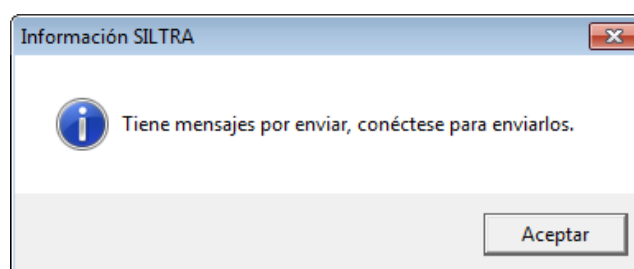 Información SILTRA
Tiene mensajes por enviar, conéctese para enviarlos.
Aceptar